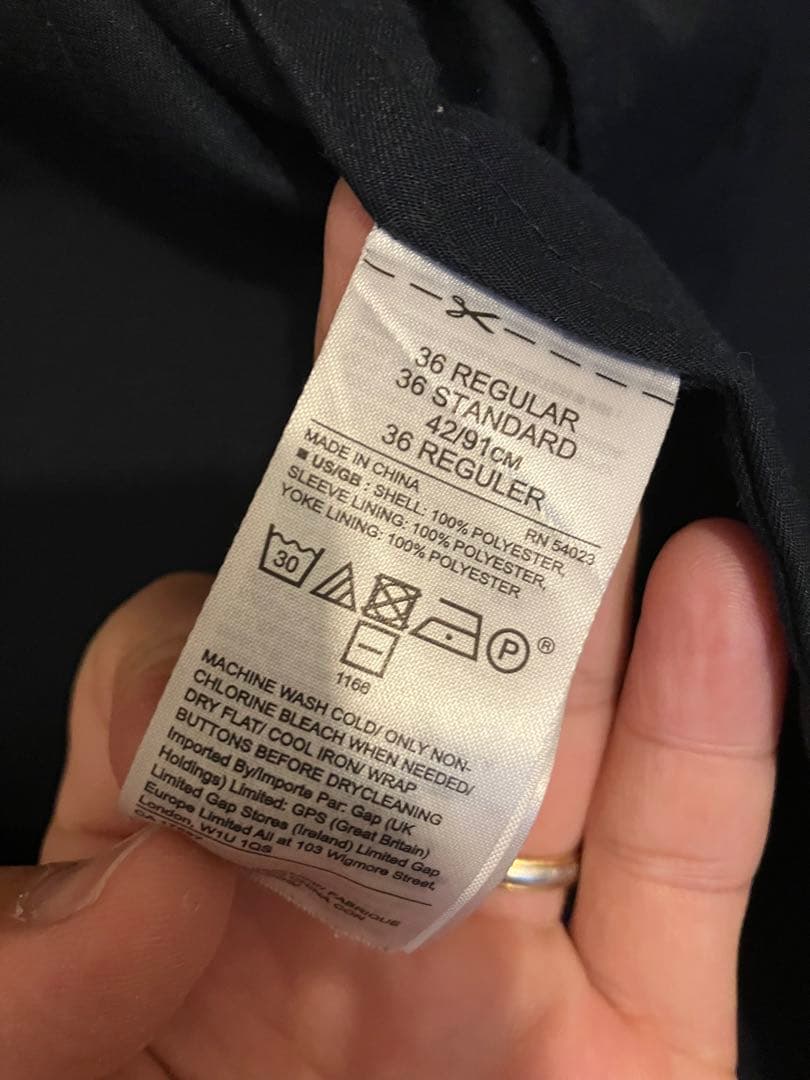 36 REGULAR
36 STANDARD
42/91CM
36 REGULER
MADE IN CHINA RN 54023
■ US/GB : SHELL: 100% POLYESTER,
SLEEVE LINING: 100% POLYESTER,
YOKE LINING: 100% POLYESTER
30 P ®
1166
MACHINE WASH COLD/ ONLY NON-
CHLORINE BLEACH WHEN NEEDED/
DRY FLAT/ COOL IRON/ WRAP
BUTTONS BEFORE DRYCLEANING
Imported By/Importe Par: Gap (UK
Holdings) Limited: GPS (Great Britain)
Limited Gap Stores (Ireland) Limited Gap
Europe Limited All at 103 Wigmore Street,
London, W1U 1QS
FABRIQUE
CON